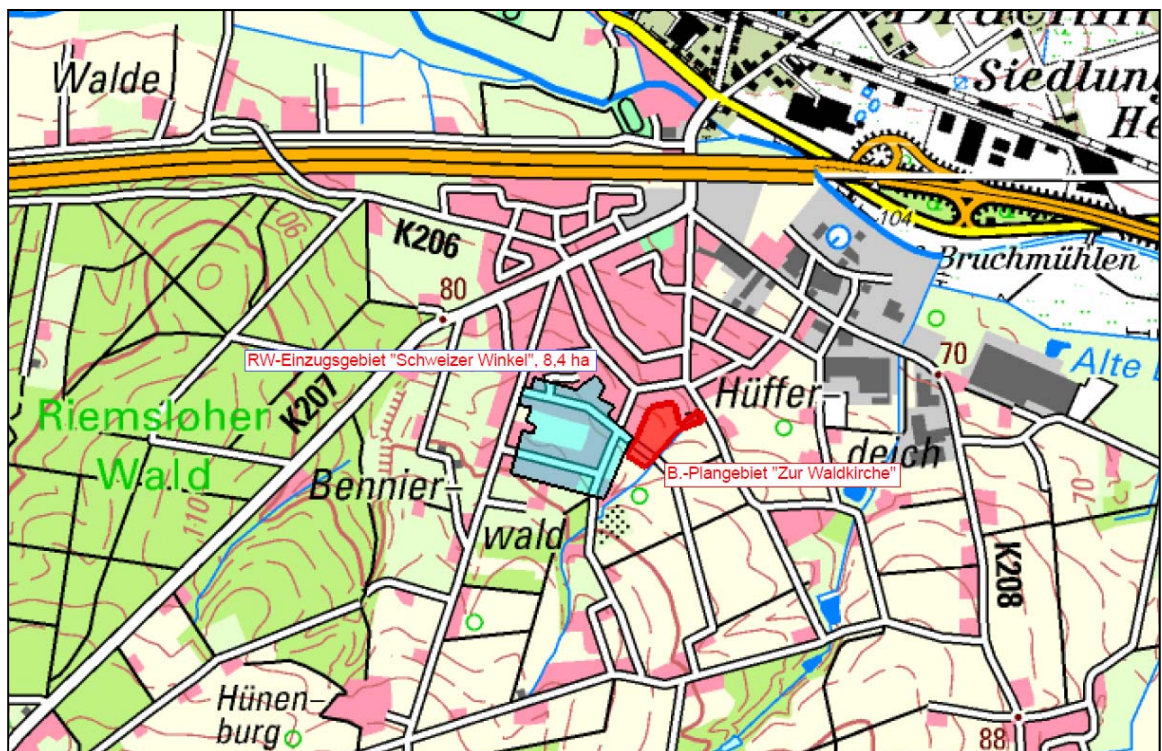 Walde
Siedlung
K206
104
Bruchmühlen
90
80
70
Alte
RW-Einzugsgebiet "Schweizer Winkel", 8,4 ha
K207
Hüffer-
Riemsloher
Wald
deich
B.-Plangebiet "Zur Waldkirche"
Bennier-
70
110
wald
K208
Hünen-
burg
88